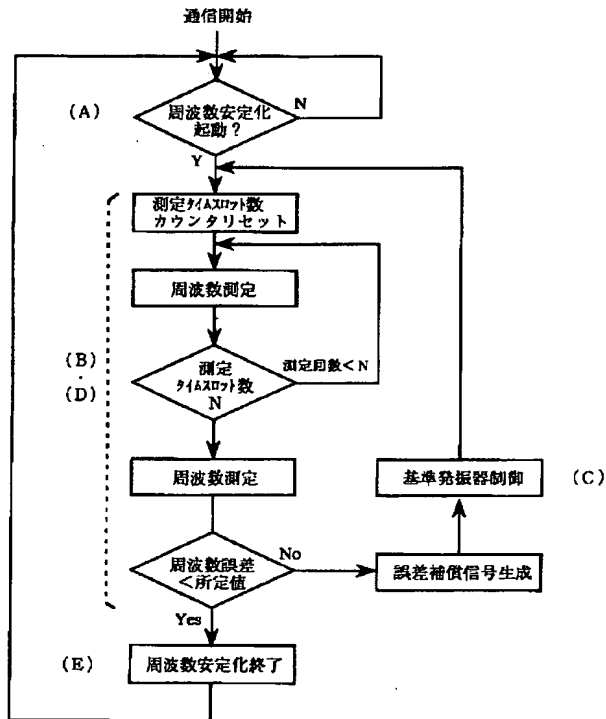 通信開始
(A)
周波数安定化
起動?
N
Y
測定タイムスロット数
カウンタリセット
周波数測定
(B)
・
(D)
測定
タイムスロット数
N
測定回数<N
周波数測定
基準発振器制御
(C)
周波数誤差
<所定値
No
誤差補償信号生成
Yes
(E)
周波数安定化終了